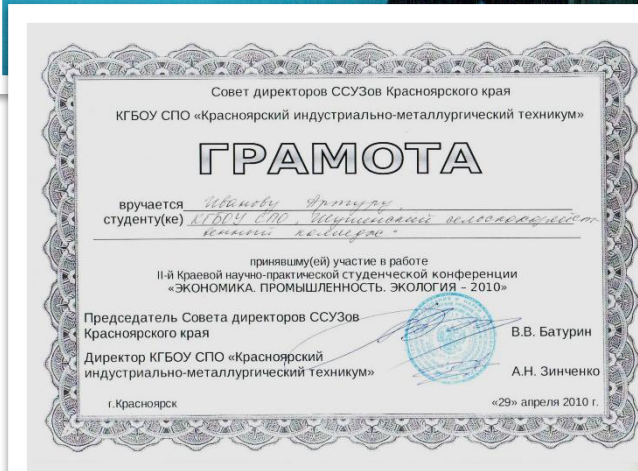 Совет директоров ССУЗов Красноярского края
КГБОУ СПО «Красноярский индустриально-металлургический техникум»
ГРАМОТА
вручается Иванову Артуру
студенту(ке) КГБОУ СПО "Шушенский сельскохозяйст-
венный колледж"
принявшму(ей) участие в работе
II-й Краевой научно-практической студенческой конференции
«ЭКОНОМИКА. ПРОМЫШЛЕННОСТЬ. ЭКОЛОГИЯ – 2010»
Председатель Совета директоров ССУЗов
Красноярского края
В.В. Батурин
Директор КГБОУ СПО «Красноярский
индустриально-металлургический техникум»
А.Н. Зинченко
г.Красноярск
«29» апреля 2010 г.